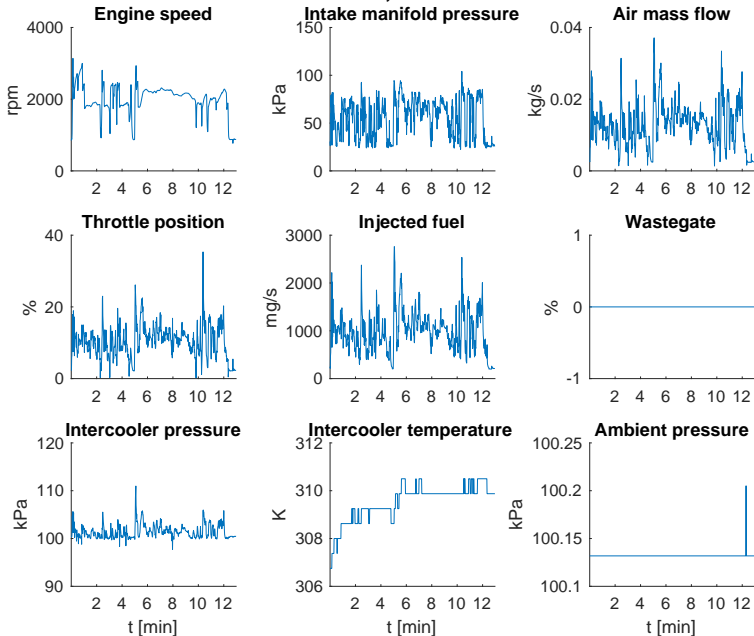 Engine speed
4000
2000
0
rpm
2 4 6 8 10 12
Intake manifold pressure
150
100
50
0
kPa
2 4 6 8 10 12
Air mass flow
0.04
0.02
0
kg/s
2 4 6 8 10 12
Throttle position
40
20
0
%
2 4 6 8 10 12
Injected fuel
3000
2000
1000
0
mg/s
2 4 6 8 10 12
Wastegate
1
0
-1
%
2 4 6 8 10 12
Intercooler pressure
120
110
100
90
kPa
2 4 6 8 10 12
t [min]
Intercooler temperature
312
310
308
306
K
2 4 6 8 10 12
t [min]
Ambient pressure
100.25
100.2
100.15
100.1
kPa
2 4 6 8 10 12
t [min]